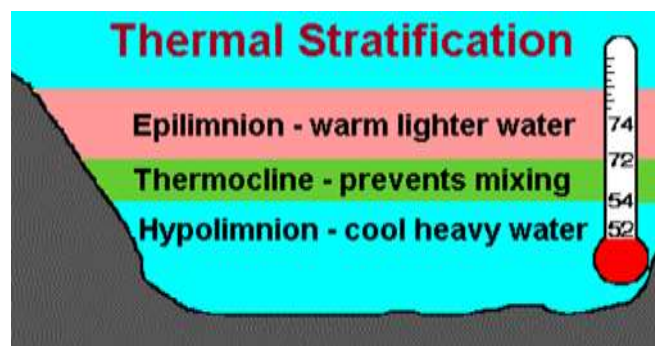 Thermal Stratification
Epilimnion - warm lighter water
74
72
Thermocline - prevents mixing
54
Hypolimnion - cool heavy water
52